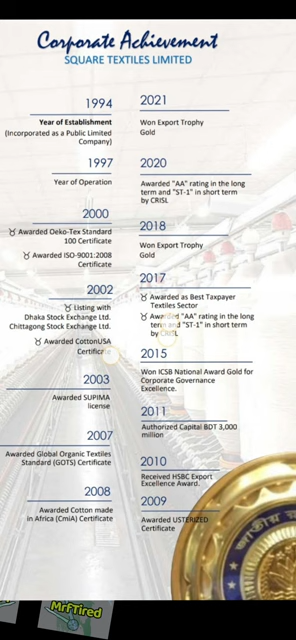 Corporate Achievement
SQUARE TEXTILES LIMITED
1994
Year of Establishment
(Incorporated as a Public Limited
Company)
1997
Year of Operation
2000
Awarded Oeko-Tex Standard
100 Certificate
Awarded ISO-9001:2008
Certificate
2002
Listing with
Dhaka Stock Exchange Ltd.
Chittagong Stock Exchange Ltd.
Awarded CottonUSA
Certificate
2003
Awarded SUPIMA
license
2007
Awarded Global Organic Textiles
Standard (GOTS) Certificate
2008
Awarded Cotton made
in Africa (CmiA) Certificate
2021
Won Export Trophy
Gold
2020
Awarded "AA" rating in the long
term and "ST-1" in short term
by CRISL
2018
Won Export Trophy
Gold
2017
Awarded as Best Taxpayer
Textiles Sector
Awarded "AA" rating in the long
term and "ST-1" in short term
by CRISL
2015
Won ICSB National Award Gold for
Corporate Governance
Excellence.
2011
Authorized Capital BDT 3,000
million
2010
Received HSBC Export
Excellence Award.
2009
Awarded USTERIZED
Certificate
MrfTired